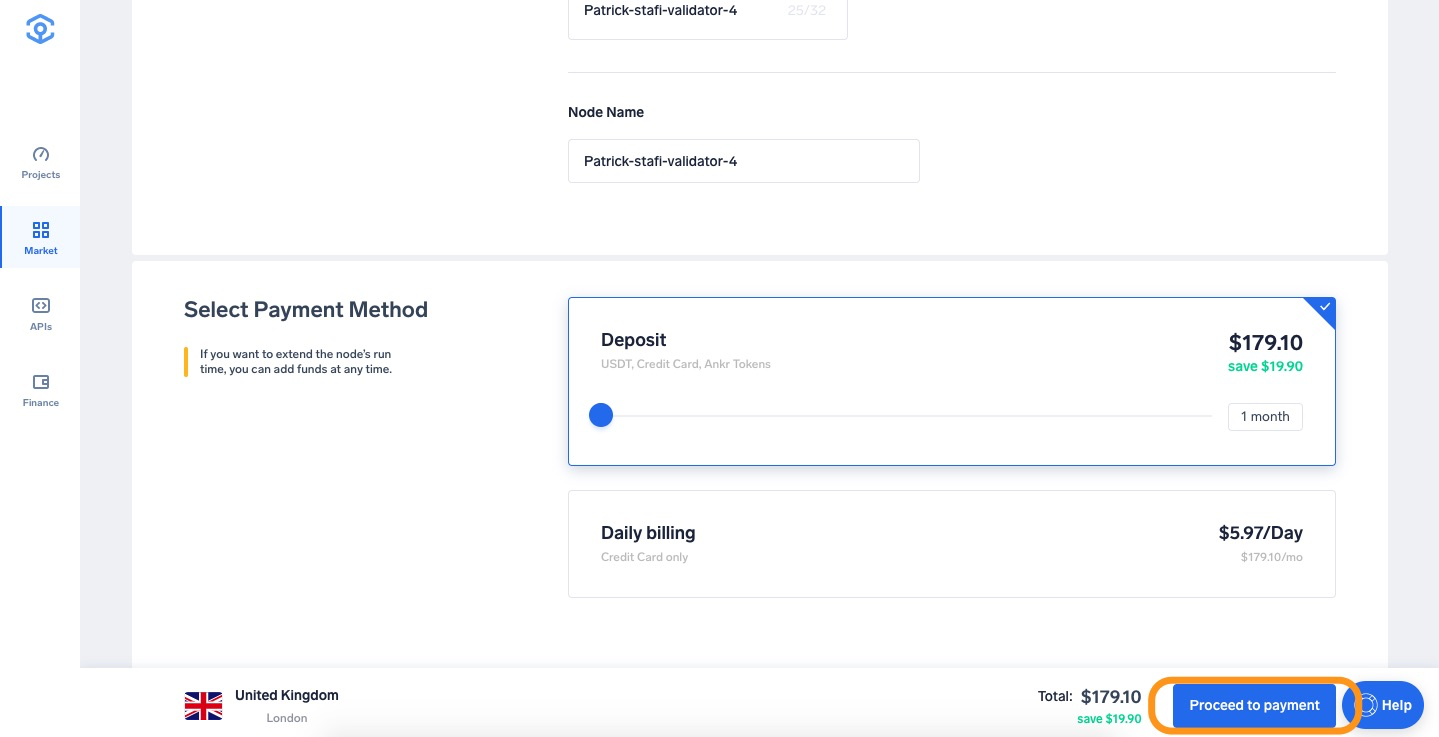 Patrick-stafi-validator-4
25/32
Node Name
Patrick-stafi-validator-4
Projects
Market
APIs
Finance
Select Payment Method
If you want to extend the node's run
time, you can add funds at any time.
Deposit
$179.10
USDT, Credit Card, Ankr Tokens
save $19.90
1 month
Daily billing
$5.97/Day
Credit Card only
$179.10/mo
United Kingdom
London
Total: $179.10
save $19.90
Proceed to payment
Help